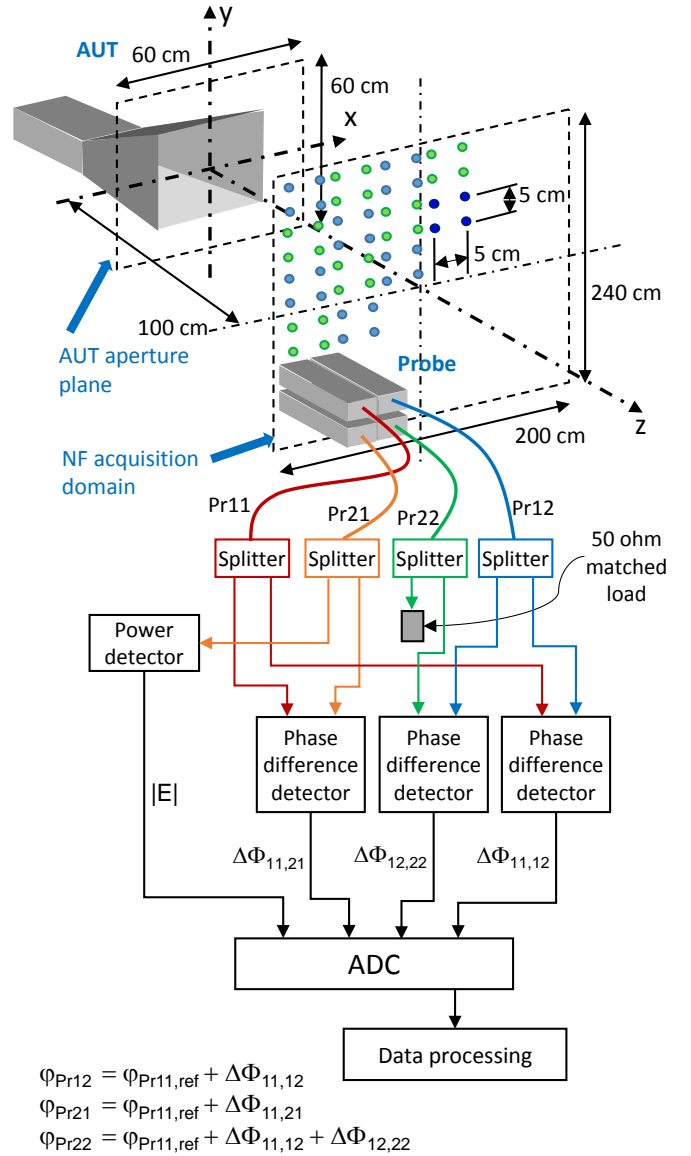 y
AUT
60 cm
60 cm
x
5 cm
5 cm
240 cm
100 cm
AUT aperture
plane
Probe
z
200 cm
NF acquisition
domain
Pr11
Pr21
Pr22
Pr12
Splitter
Splitter
Splitter
Splitter
50 ohm
matched
load
Power
detector
Phase
difference
detector
Phase
difference
detector
Phase
difference
detector
|E|
ΔΦ11,21
ΔΦ12,22
ΔΦ11,12
ADC
Data processing
φPr12 = φPr11,ref + ΔΦ11,12
φPr21 = φPr11,ref + ΔΦ11,21
φPr22 = φPr11,ref + ΔΦ11,12 + ΔΦ12,22